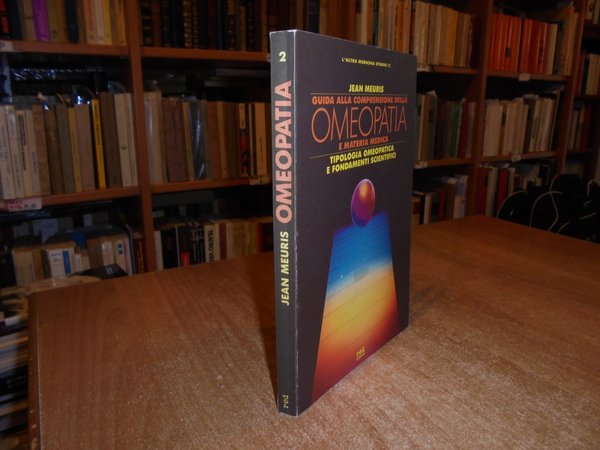 L'ALTRA MEDICINA STUDIO/2
JEAN MEURIS
GUIDA ALLA COMPRENSIONE DELLA
OMEOPATIA
E MATERIA MEDICA
TIPOLOGIA OMEOPATICA
E FONDAMENTI SCIENTIFICI
red
2
JEAN MEURIS OMEOPATIA
red